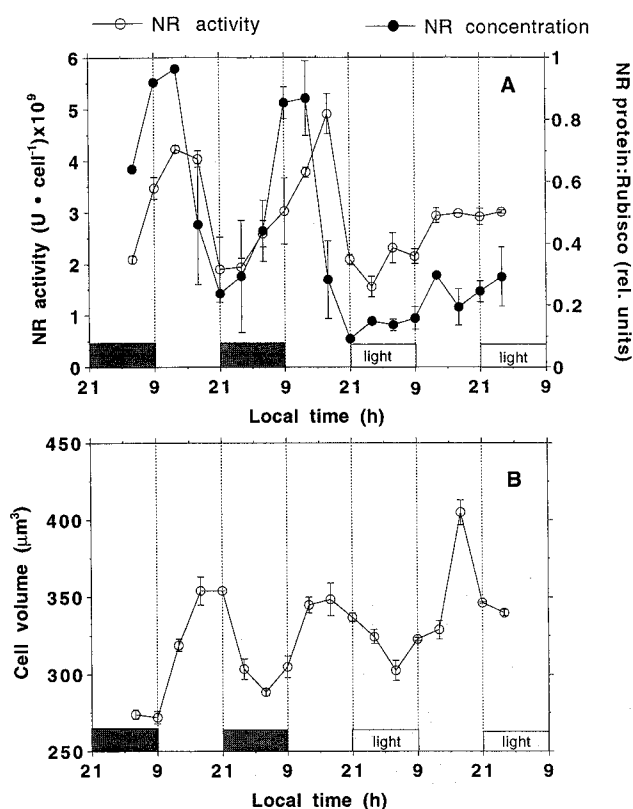 NR activity NR concentration
A
NR activity (U • cell⁻¹)x10⁹
6
5
4
3
2
1
0
1
0.8
0.6
0.4
0.2
0
NR protein:Rubisco (rel. units)
light light
21 9 21 9 21 9 21 9
Local time (h)
B
Cell volume (μm³)
450
400
350
300
250
light light
21 9 21 9 21 9 21 9
Local time (h)